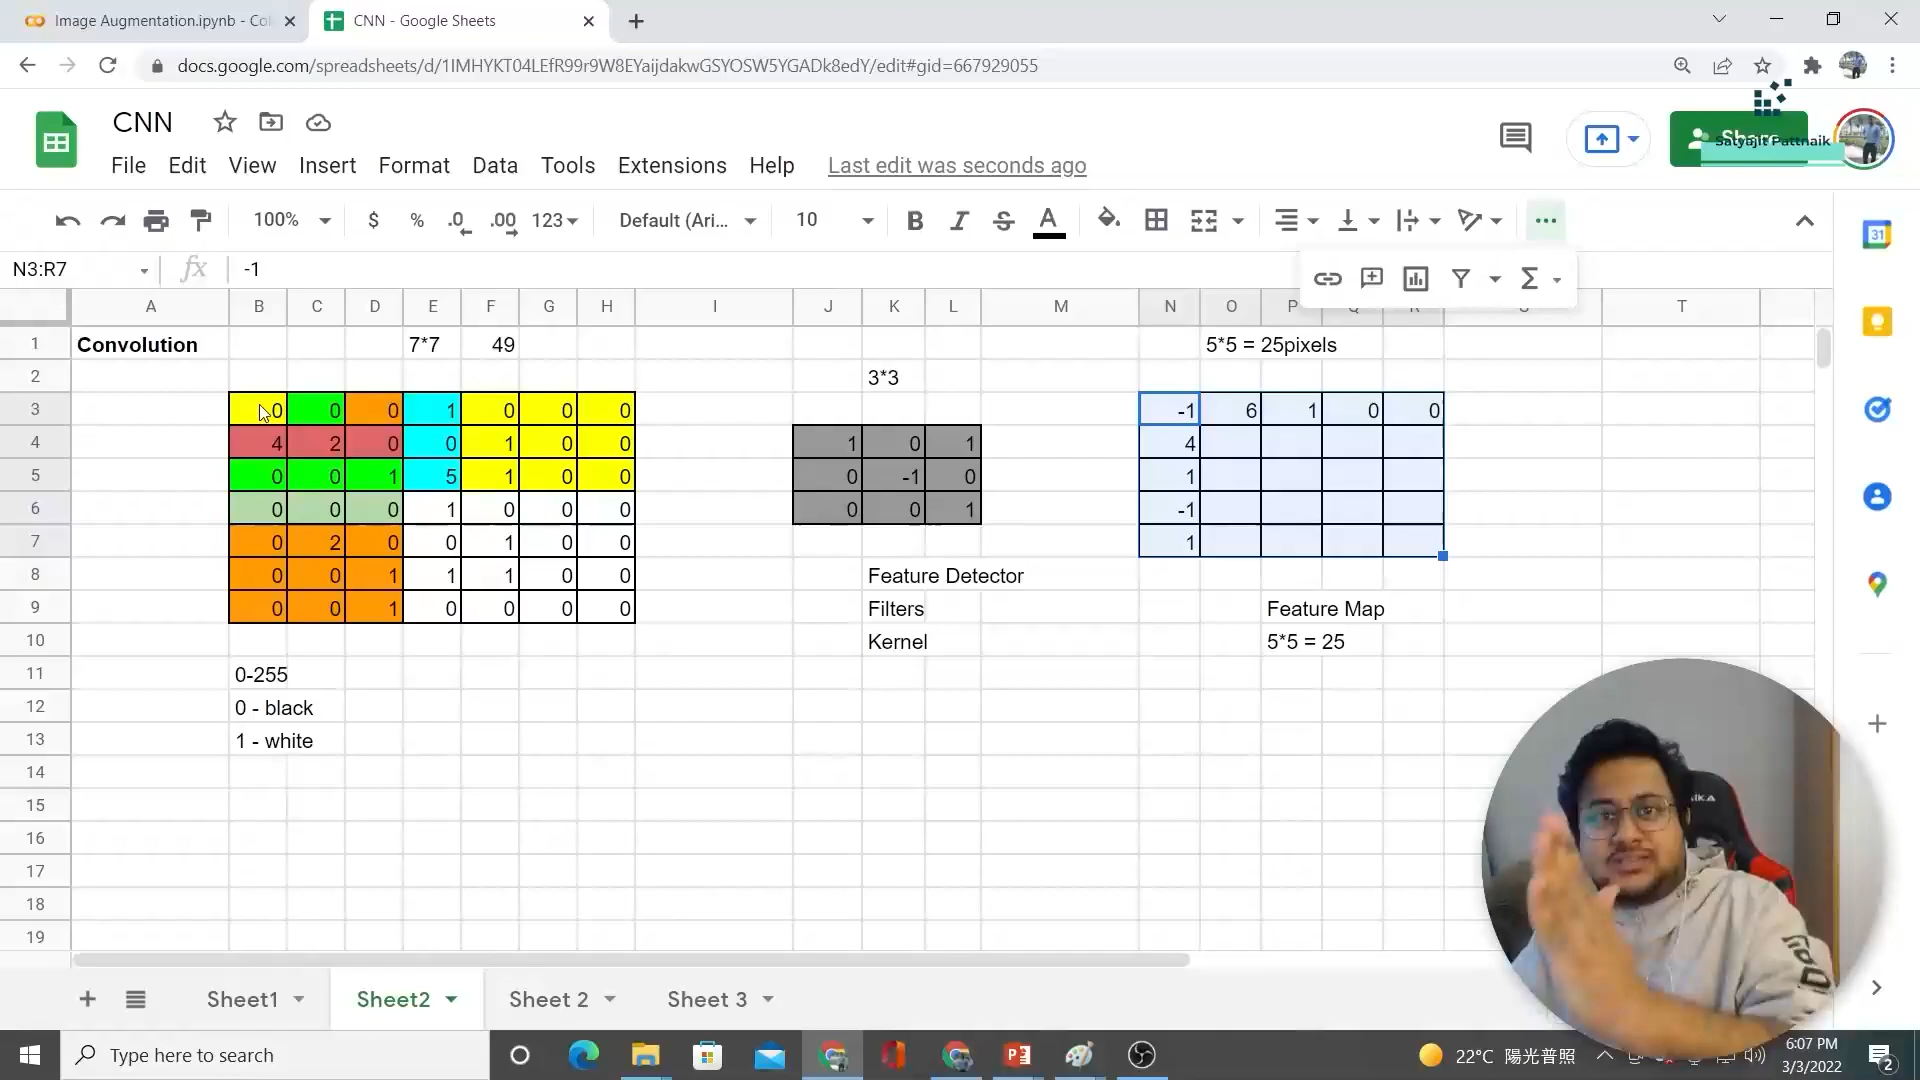 Image Augmentation.ipynb - Col
CNN - Google Sheets
docs.google.com/spreadsheets/d/1IMHYKT04LEfR99r9W8EYaijdakwGSYOSW5YGADk8edY/edit#gid=667929055
CNN
Share
Satyajit Pattnaik
File Edit View Insert Format Data Tools Extensions Help Last edit was seconds ago
100% $ % .0 .00 123 Default (Ari... 10 B I S A
N3:R7 fx -1
A B C D E F G H I J K L M N O P Q R S T
1 Convolution 7*7 49 5*5 = 25pixels
2 3*3
3 0 0 0 1 0 0 0 -1 6 1 0 0
4 4 2 0 0 1 0 0 1 0 1 4
5 0 0 1 5 1 0 0 0 -1 0 1
6 0 0 0 1 0 0 0 0 0 1 -1
7 0 2 0 0 1 0 0 1
8 0 0 1 1 1 0 0 Feature Detector
9 0 0 1 0 0 0 0 Filters Feature Map
10 Kernel 5*5 = 25
11 0-255
12 0 - black
13 1 - white
14
15
16
17
18
19
Sheet1 Sheet2 Sheet 2 Sheet 3
Type here to search
22°C 陽光普照
6:07 PM
3/3/2022
2
31